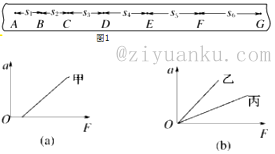 s₁ s₂ s₃ s₄ s₅ s₆
A B C D E F G
图1
@ziyuanku.com
a 甲
O F
(a)
a 乙
丙
O F
(b)